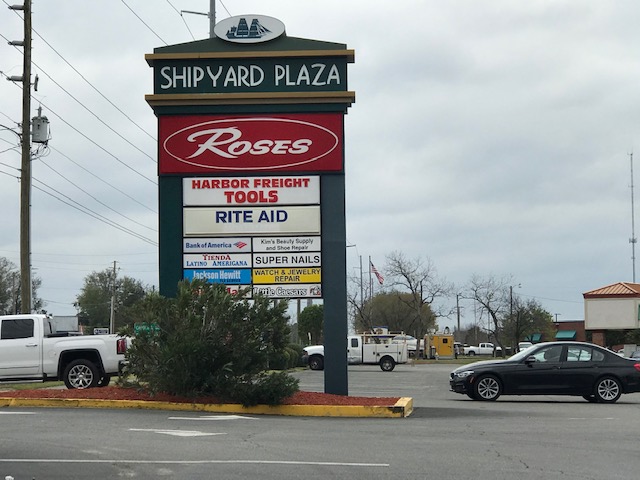 SHIPYARD PLAZA
ROSES
HARBOR FREIGHT
TOOLS
RITE AID
Bank of America
Kim's Beauty Supply
and Shoe Repair
TIENDA
LATINO AMERICANA
SUPER NAILS
Jackson Hewitt
WATCH & JEWELRY
REPAIR
Little Caesars